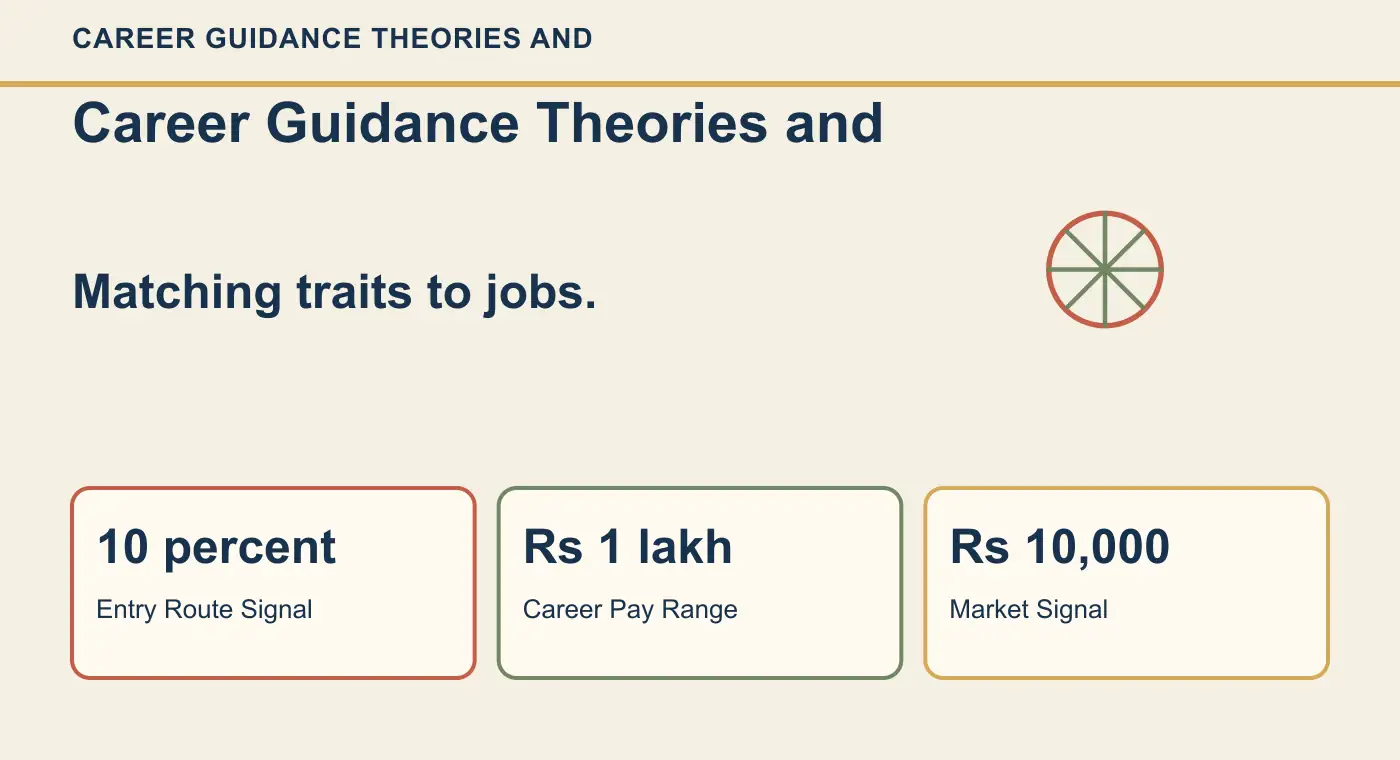 CAREER GUIDANCE THEORIES AND
Career Guidance Theories and
Matching traits to jobs.
10 percent
Entry Route Signal
Rs 1 lakh
Career Pay Range
Rs 10,000
Market Signal